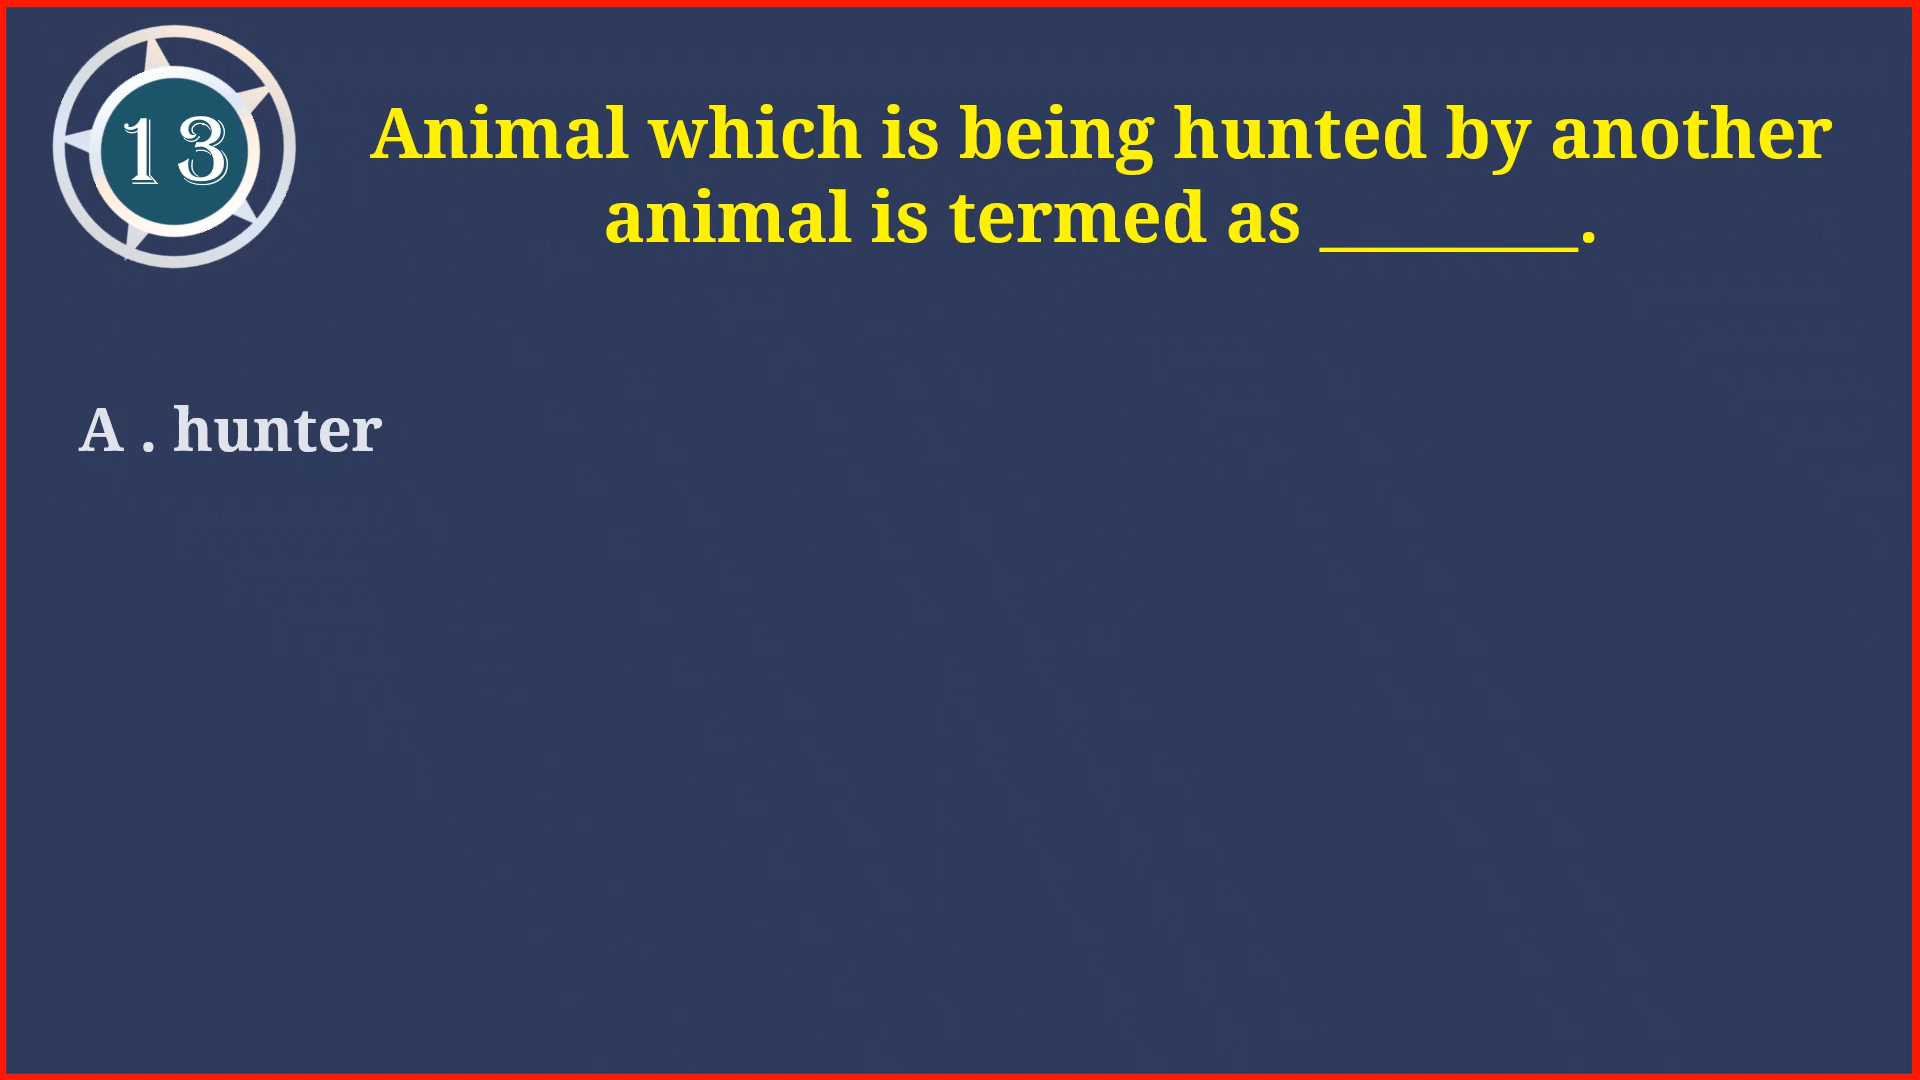 13
Animal which is being hunted by another
animal is termed as ________.
A . hunter